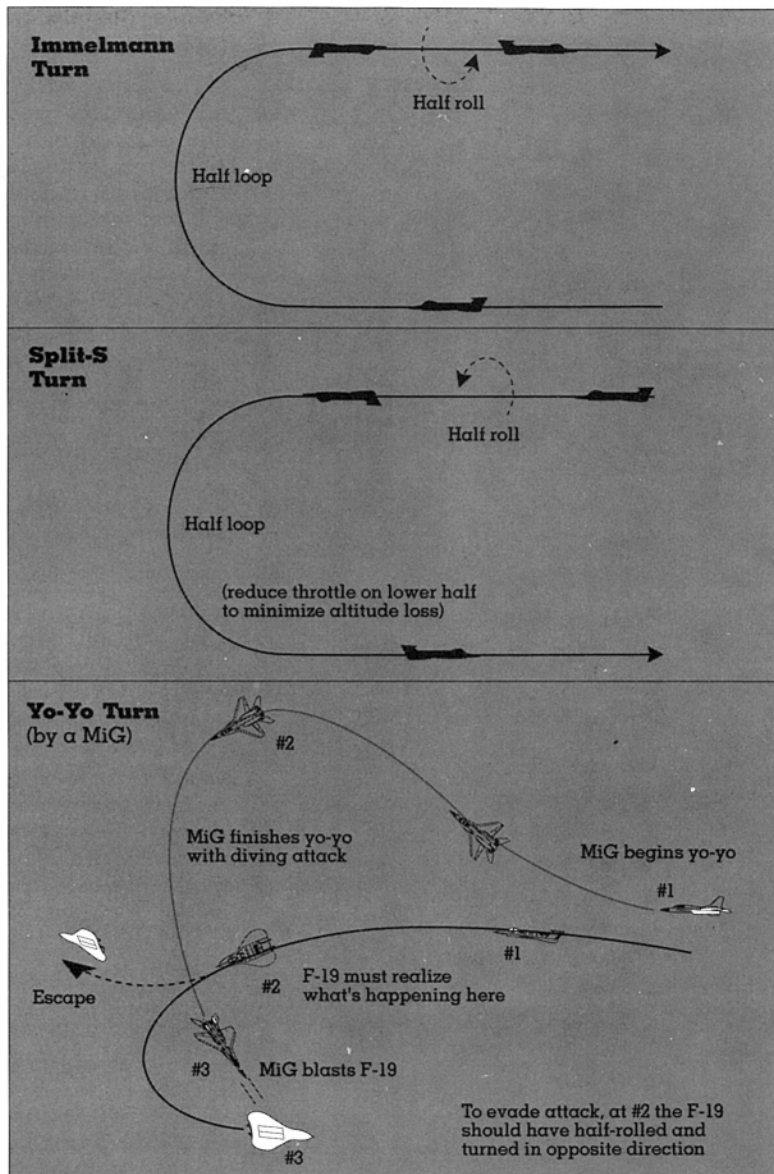 Immelmann
Turn
Half roll
Half loop
Split-S
Turn
Half roll
Half loop
(reduce throttle on lower half
to minimize altitude loss)
Yo-Yo Turn
(by a MiG)
#2
MiG finishes yo-yo
with diving attack
MiG begins yo-yo
#1
#1
Escape
#2
F-19 must realize
what's happening here
#3
MiG blasts F-19
#3
To evade attack, at #2 the F-19
should have half-rolled and
turned in opposite direction